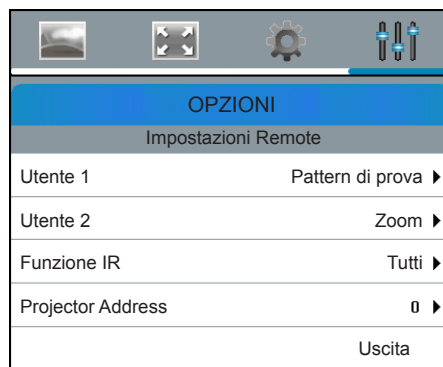 OPZIONI
Impostazioni Remote
Utente 1 Pattern di prova
Utente 2 Zoom
Funzione IR Tutti
Projector Address 0
Uscita